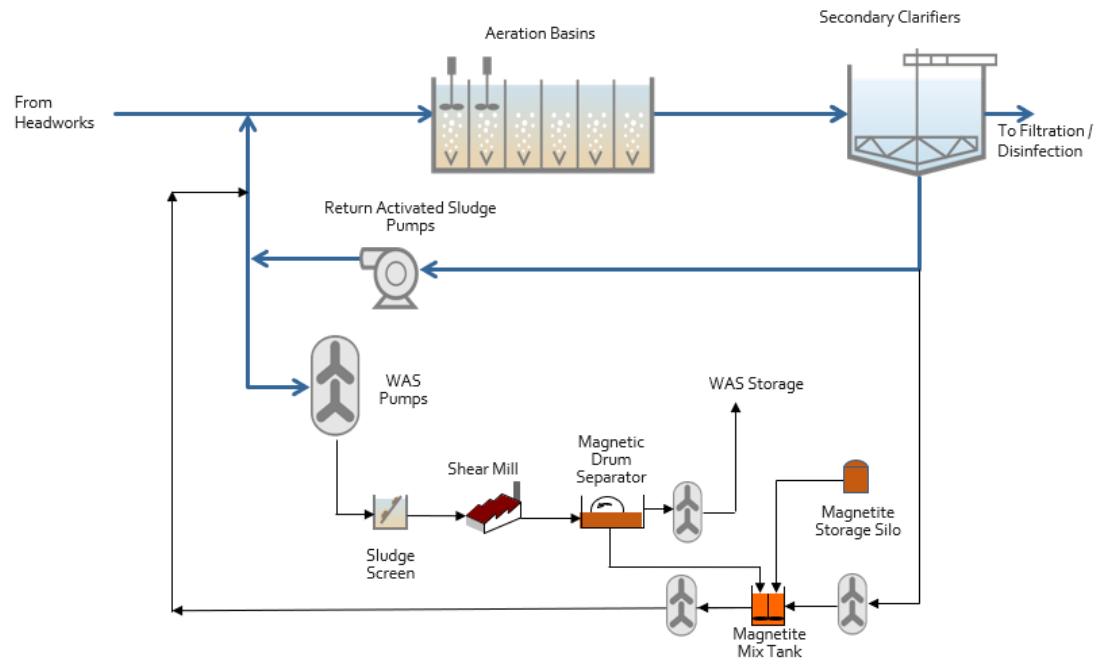 Secondary Clarifiers
Aeration Basins
From
Headworks
To Filtration /
Disinfection
Return Activated Sludge
Pumps
WAS
Pumps
WAS Storage
Magnetic
Drum
Separator
Shear Mill
Magnetite
Storage Silo
Sludge
Screen
Magnetite
Mix Tank